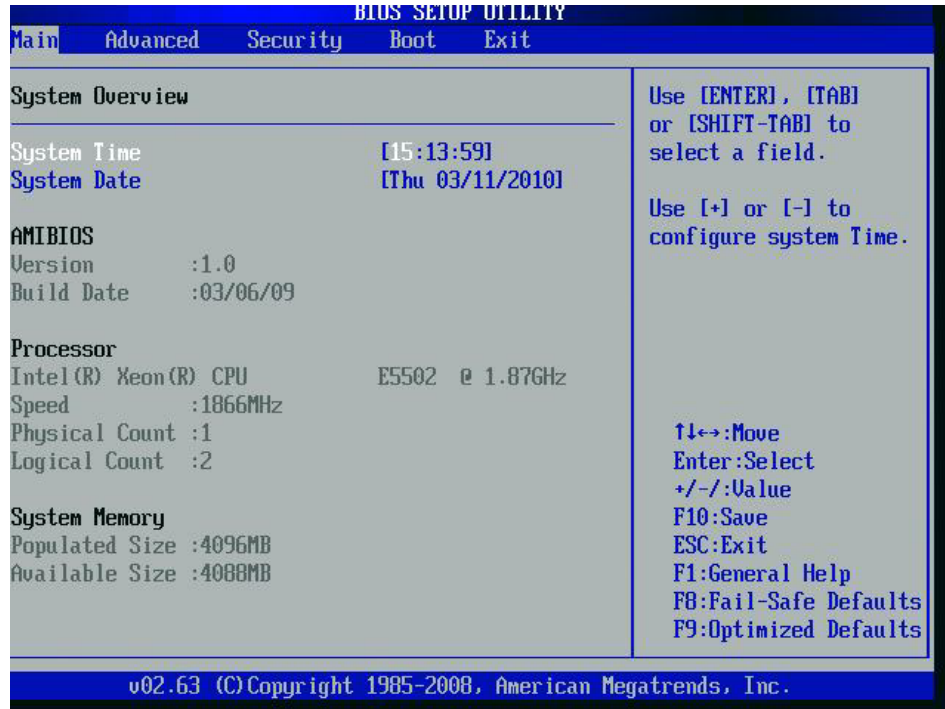 BIOS SETUP UTILITY
Main Advanced Security Boot Exit
System Overview
System Time [15:13:59]
System Date [Thu 03/11/2010]
AMIBIOS
Version :1.0
Build Date :03/06/09
Processor
Intel(R) Xeon(R) CPU E5502 @ 1.87GHz
Speed :1866MHz
Physical Count :1
Logical Count :2
System Memory
Populated Size :4096MB
Available Size :4088MB
Use [ENTER], [TAB]
or [SHIFT-TAB] to
select a field.
Use [+] or [-] to
configure system Time.
↑↓←→:Move
Enter:Select
+/-/:Value
F10:Save
ESC:Exit
F1:General Help
F8:Fail-Safe Defaults
F9:Optimized Defaults
v02.63 (C)Copyright 1985-2008, American Megatrends, Inc.